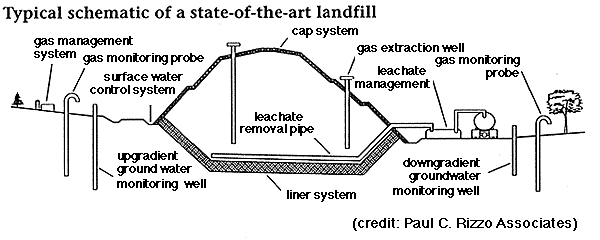 Typical schematic of a state-of-the-art landfill
cap system
gas management
system
gas monitoring probe
surface water
control system
gas extraction well
leachate
management
gas monitoring
probe
leachate
removal pipe
upgradient
ground water
monitoring well
liner system
downgradient
groundwater
monitoring well
(credit: Paul C. Rizzo Associates)